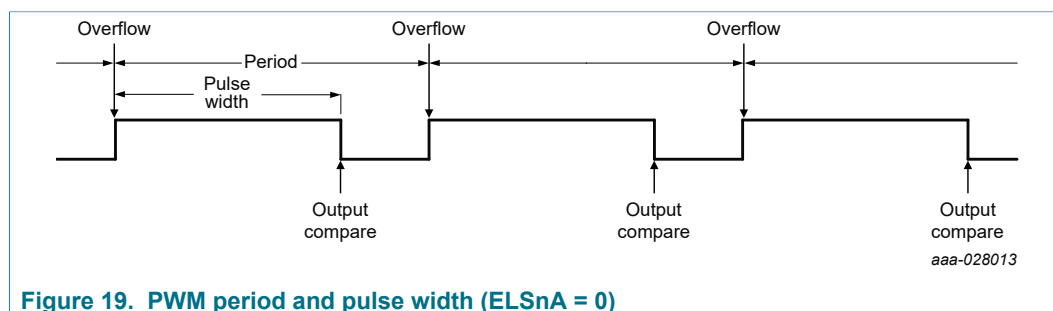 Overflow
Overflow
Overflow
Period
Pulse
width
Output
compare
Output
compare
Output
compare
aaa-028013
Figure 19. PWM period and pulse width (ELSnA = 0)